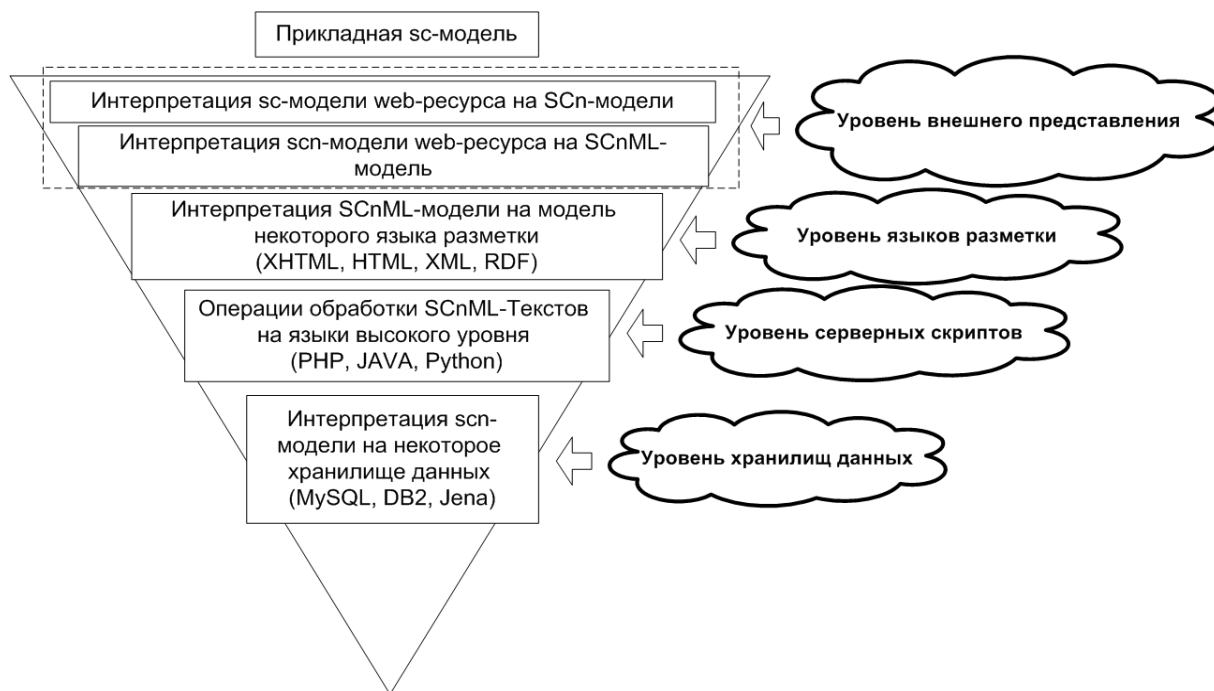 Прикладная sc-модель
Интерпретация sc-модели web-ресурса на SCn-модели
Уровень внешнего представления
Интерпретация scn-модели web-ресурса на SCnML-
модель
Интерпретация SCnML-модели на модель
некоторого языка разметки
(XHTML, HTML, XML, RDF)
Уровень языков разметки
Операции обработки SCnML-Текстов
на языки высокого уровня
(PHP, JAVA, Python)
Уровень серверных скриптов
Интерпретация scn-
модели на некоторое
хранилище данных
(MySQL, DB2, Jena)
Уровень хранилищ данных